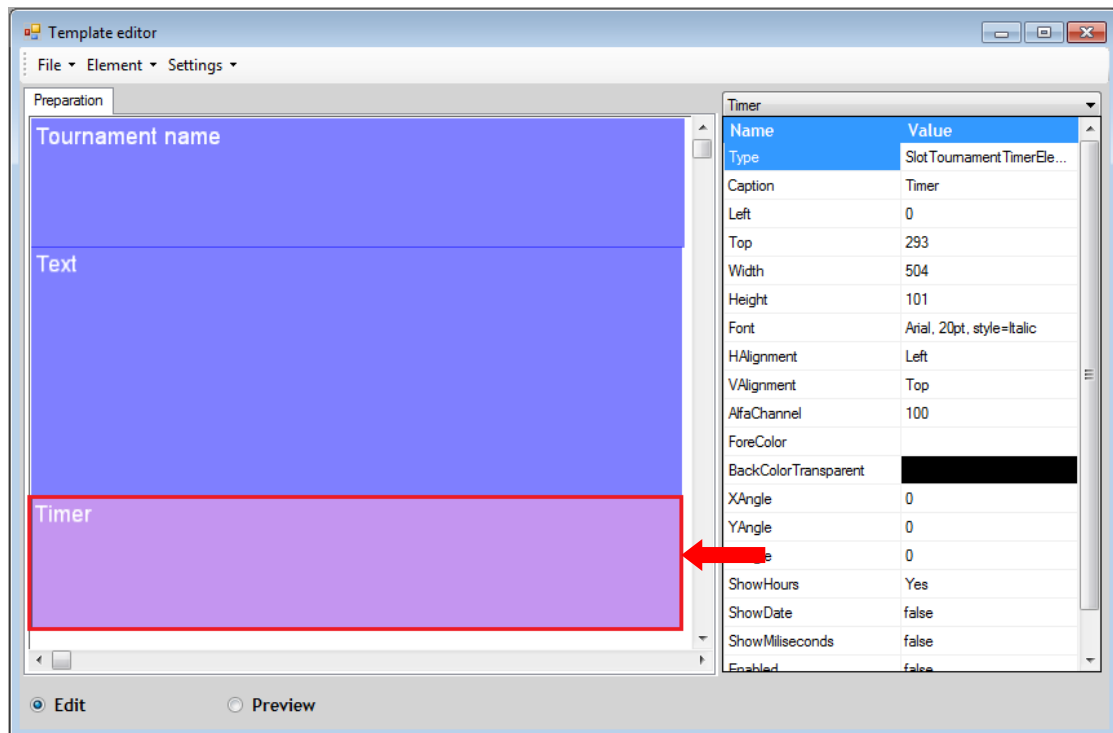 Template editor
File Element Settings
Preparation
Timer
Tournament name
Text
Timer
Name Value
Type SlotTournamentTimerEle...
Caption Timer
Left 0
Top 293
Width 504
Height 101
Font Arial, 20pt, style=Italic
HAlignment Left
VAlignment Top
AlfaChannel 100
ForeColor
BackColorTransparent
XAngle 0
YAngle 0
0
ShowHours Yes
ShowDate false
ShowMiliseconds false
Enabled false
Edit Preview